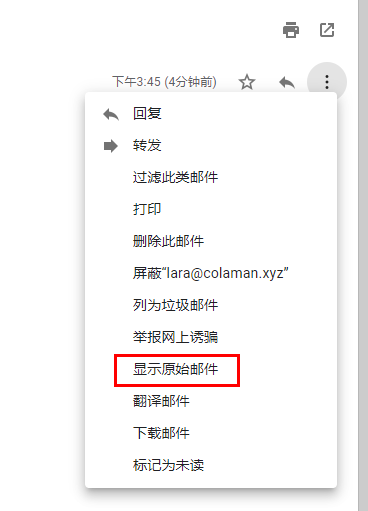 下午3:45 (4分钟前)
回复
转发
过滤此类邮件
打印
删除此邮件
屏蔽“lara@colaman.xyz”
列为垃圾邮件
举报网上诱骗
显示原始邮件
翻译邮件
下载邮件
标记为未读